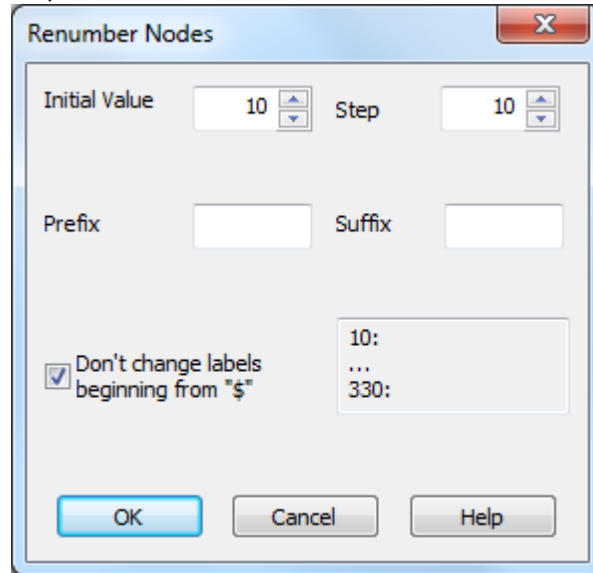 Renumber Nodes
Initial Value 10 Step 10
Prefix Suffix
Don't change labels
beginning from "$"
10:
...
330:
OK Cancel Help